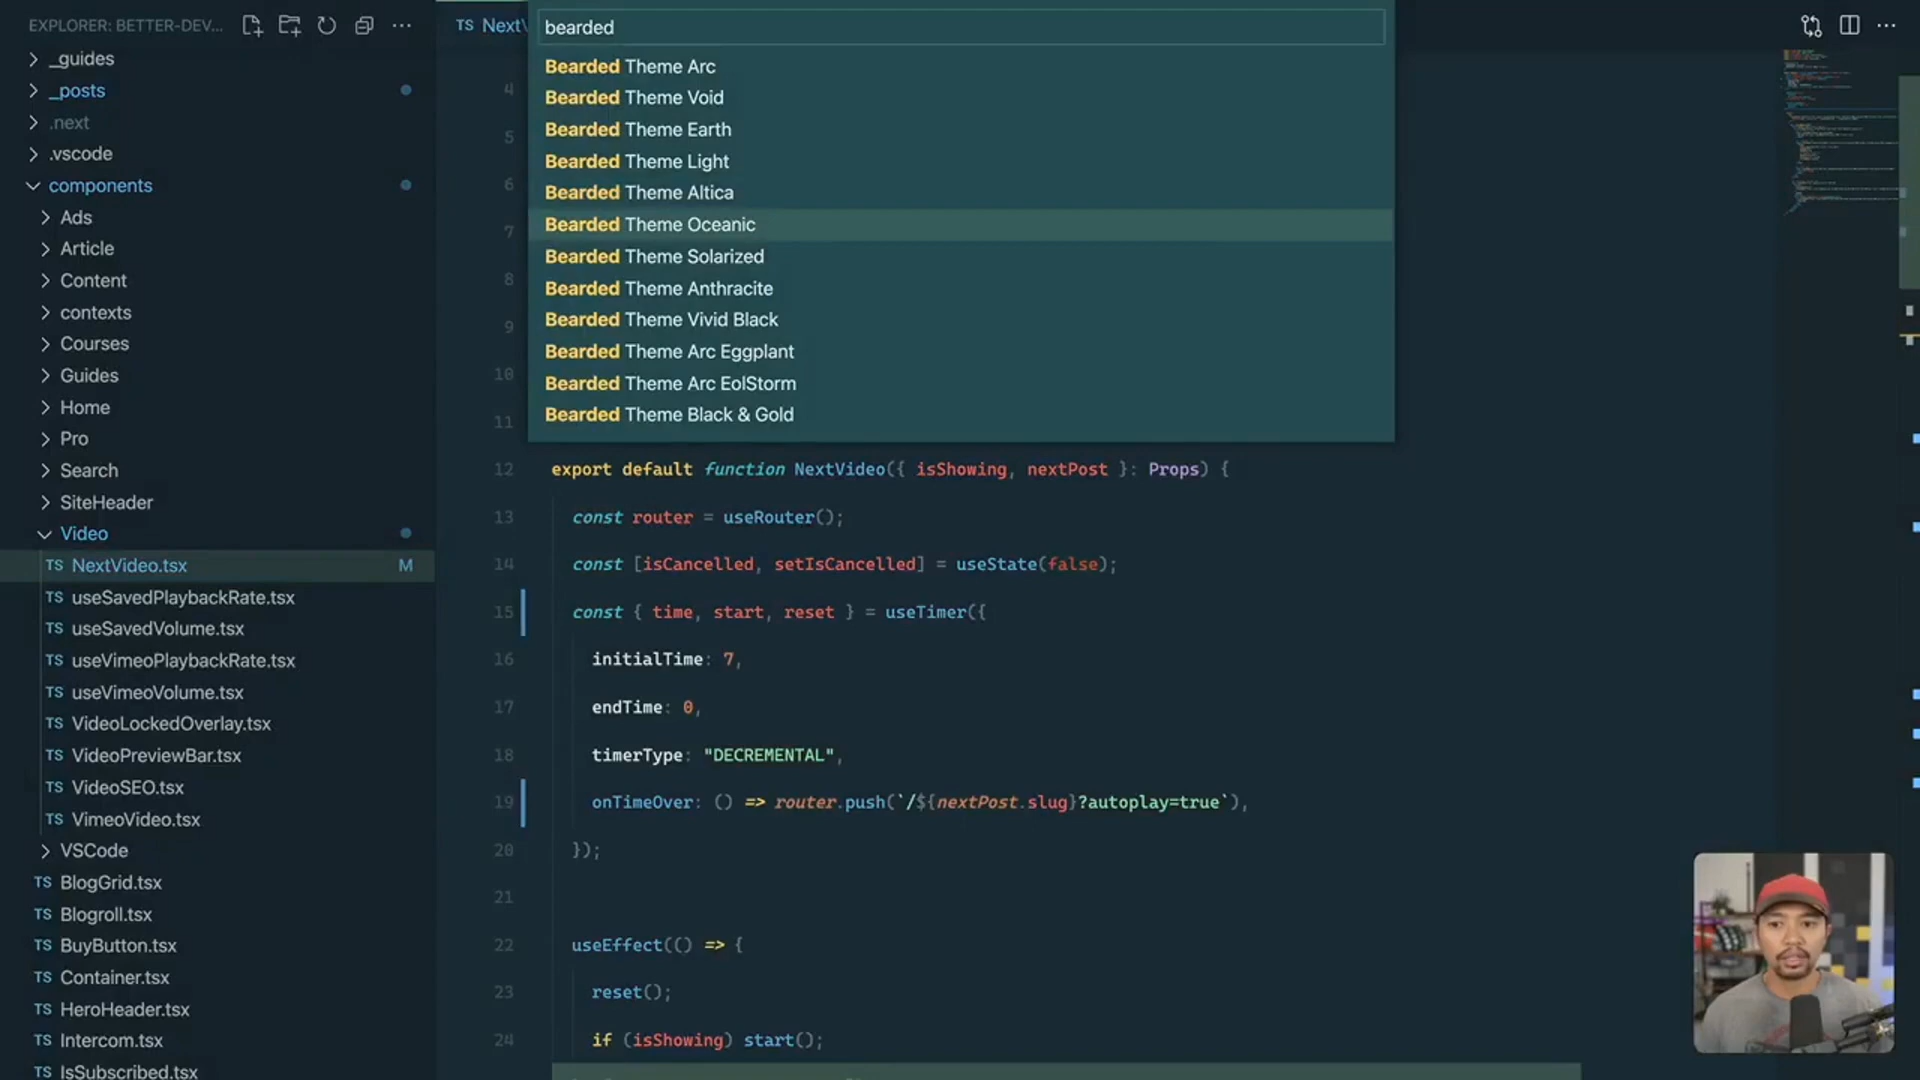 EXPLORER: BETTER-DEV...
_guides
_posts
.next
.vscode
components
Ads
Article
Content
contexts
Courses
Guides
Home
Pro
Search
SiteHeader
Video
TS NextVideo.tsx M
TS useSavedPlaybackRate.tsx
TS useSavedVolume.tsx
TS useVimeoPlaybackRate.tsx
TS useVimeoVolume.tsx
TS VideoLockedOverlay.tsx
TS VideoPreviewBar.tsx
TS VideoSEO.tsx
TS VimeoVideo.tsx
VSCode
TS BlogGrid.tsx
TS Blogroll.tsx
TS BuyButton.tsx
TS Container.tsx
TS HeroHeader.tsx
TS Intercom.tsx
TS IsSubscribed.tsx
TS Next
bearded
Bearded Theme Arc
Bearded Theme Void
Bearded Theme Earth
Bearded Theme Light
Bearded Theme Altica
Bearded Theme Oceanic
Bearded Theme Solarized
Bearded Theme Anthracite
Bearded Theme Vivid Black
Bearded Theme Arc Eggplant
Bearded Theme Arc EolStorm
Bearded Theme Black & Gold
4
5
6
7
8
9
10
11
12 export default function NextVideo({ isShowing, nextPost }: Props) {
13 const router = useRouter();
14 const [isCancelled, setIsCancelled] = useState(false);
15 const { time, start, reset } = useTimer({
16 initialTime: 7,
17 endTime: 0,
18 timerType: "DECREMENTAL",
19 onTimeOver: () => router.push(`/${nextPost.slug}?autoplay=true`),
20 });
21
22 useEffect(() => {
23 reset();
24 if (isShowing) start();